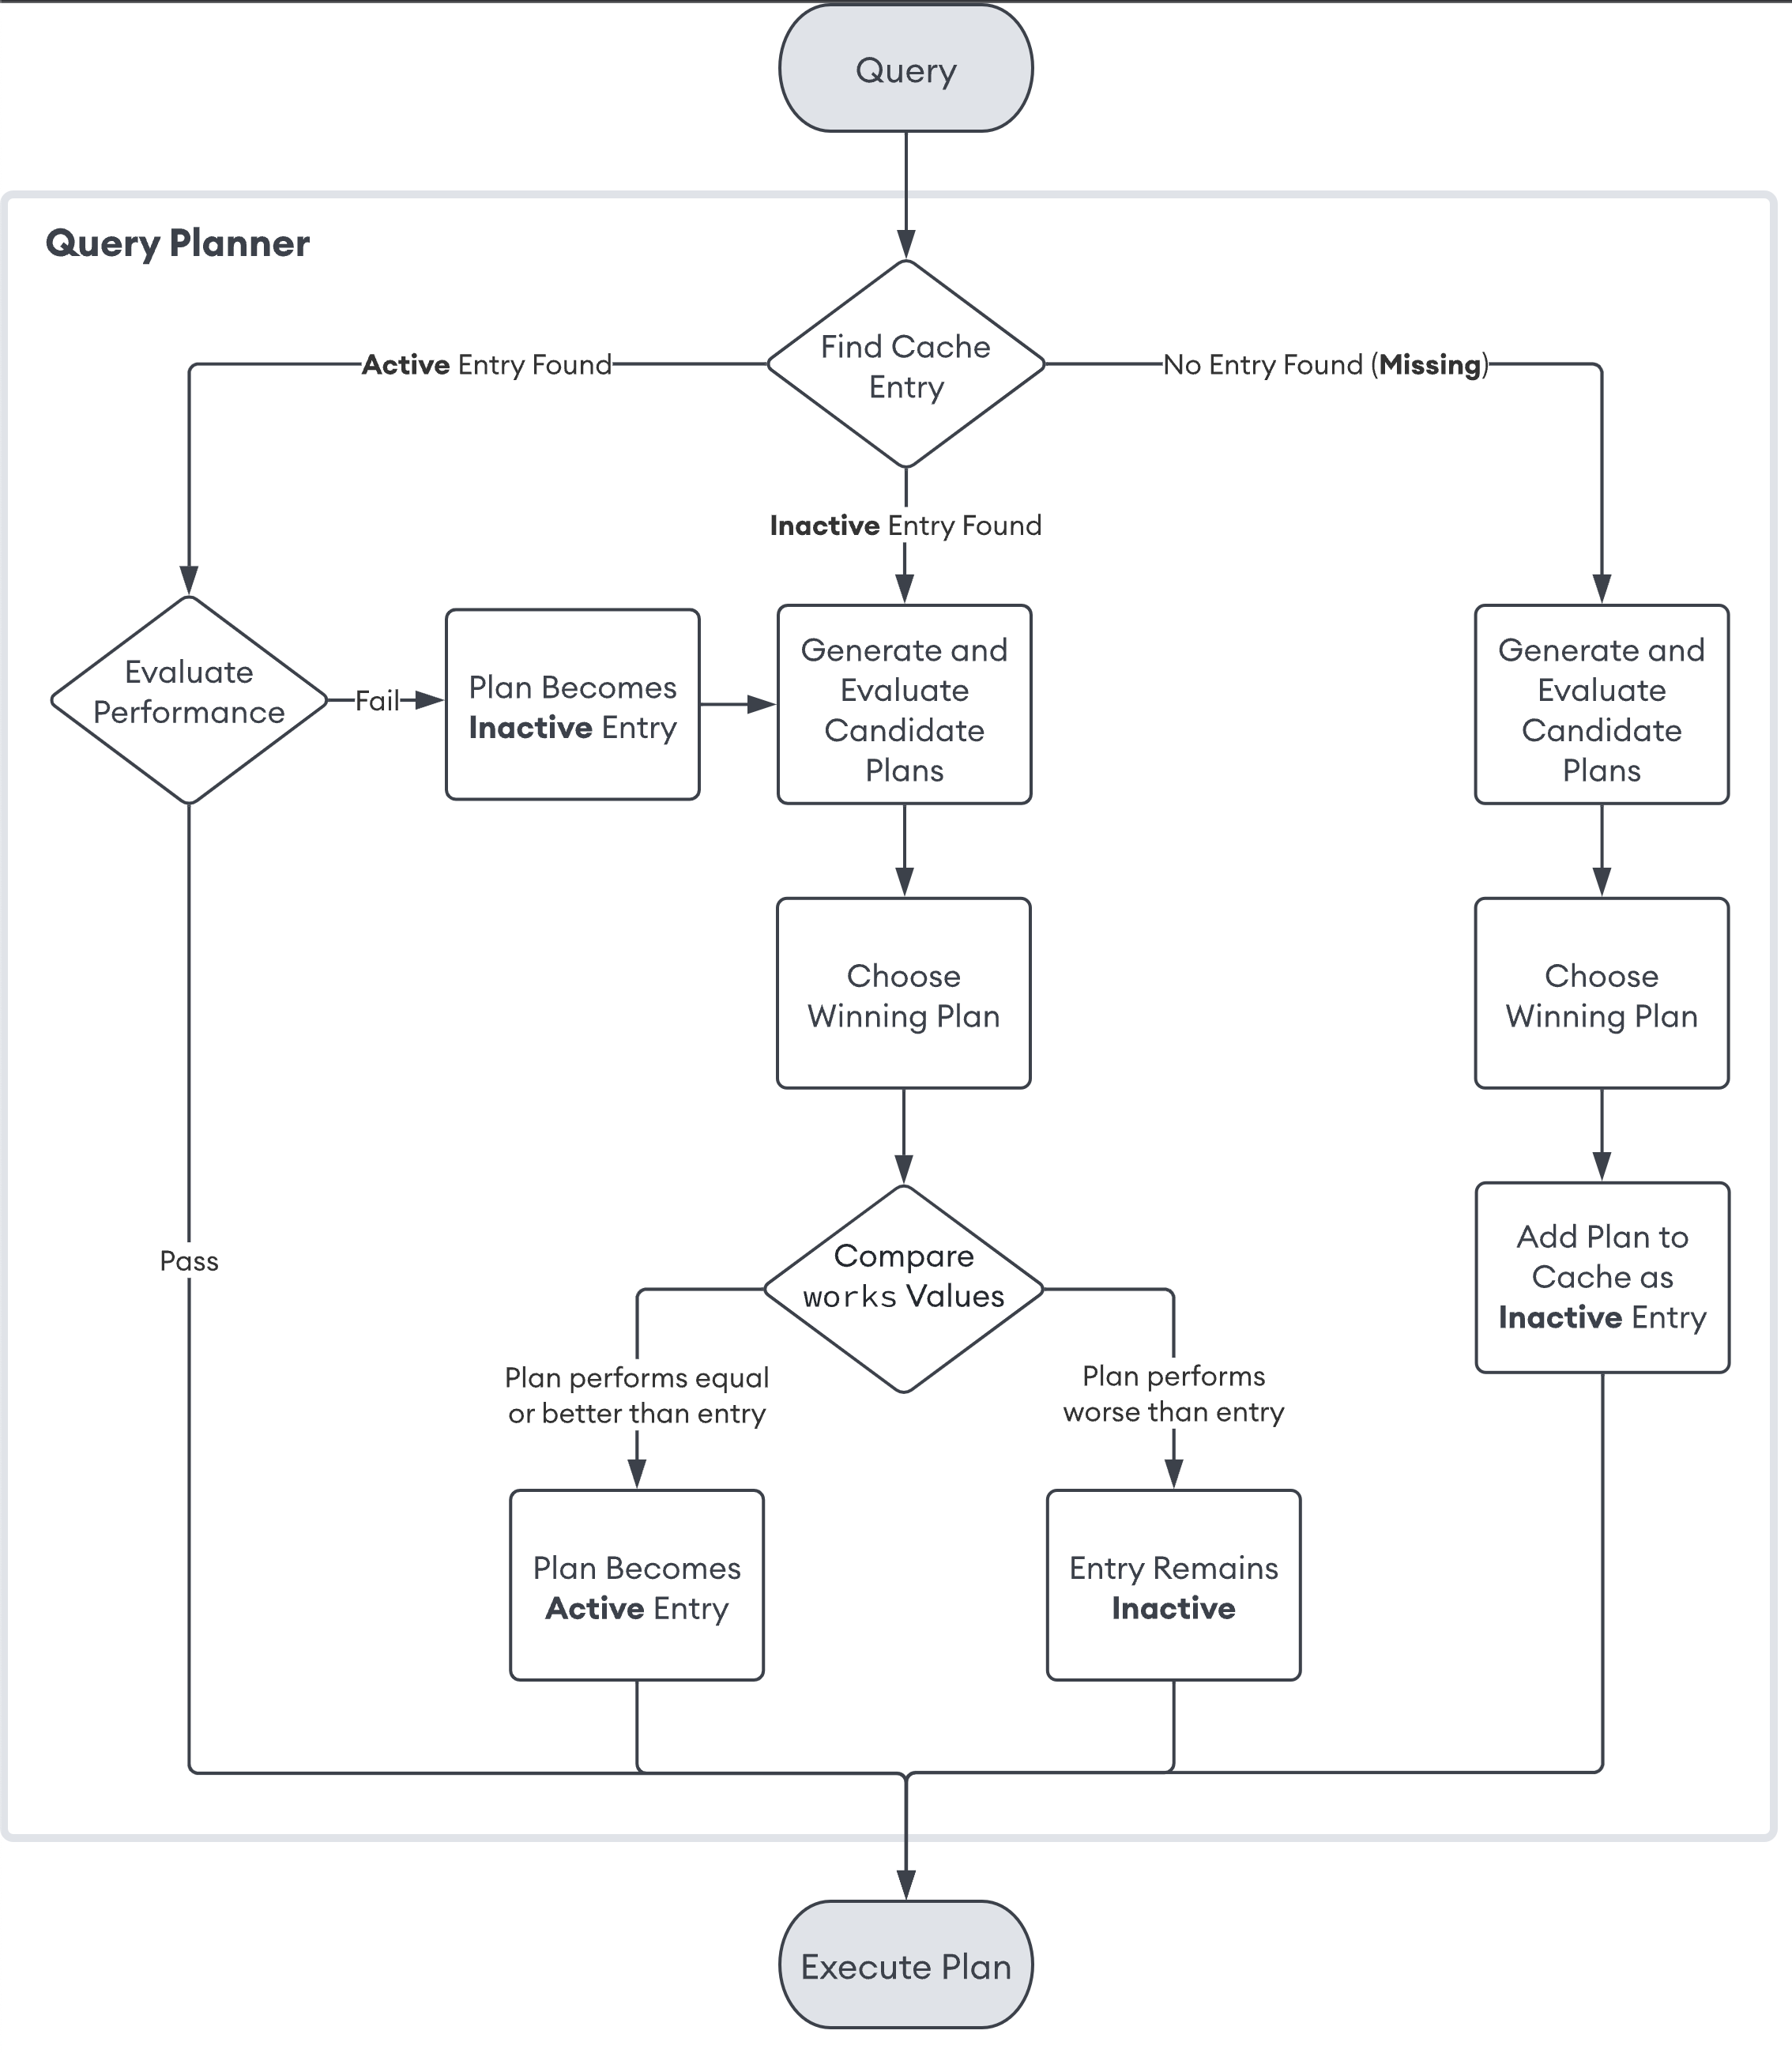 Query
Query Planner
Find Cache
Entry
Active Entry Found
No Entry Found (Missing)
Inactive Entry Found
Evaluate
Performance
Fail
Plan Becomes
Inactive Entry
Generate and
Evaluate
Candidate
Plans
Generate and
Evaluate
Candidate
Plans
Choose
Winning Plan
Choose
Winning Plan
Pass
Compare
works Values
Add Plan to
Cache as
Inactive Entry
Plan performs equal
or better than entry
Plan performs
worse than entry
Plan Becomes
Active Entry
Entry Remains
Inactive
Execute Plan